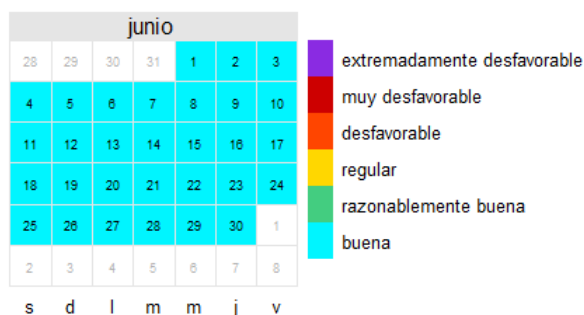 junio
28 29 30 31 1 2 3
4 5 6 7 8 9 10
11 12 13 14 15 16 17
18 19 20 21 22 23 24
25 26 27 28 29 30 1
2 3 4 5 6 7 8
s d l m m j v
extremadamente desfavorable
muy desfavorable
desfavorable
regular
razonablemente buena
buena